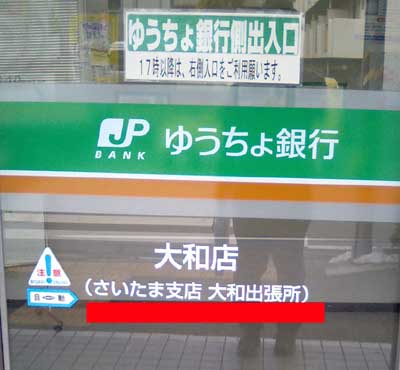 ゆうちょ銀行側出入口
17時以降は、右側入口をご利用願います。
JP
BANK
ゆうちょ銀行
大和店
(さいたま支店 大和出張所)
注意
自動